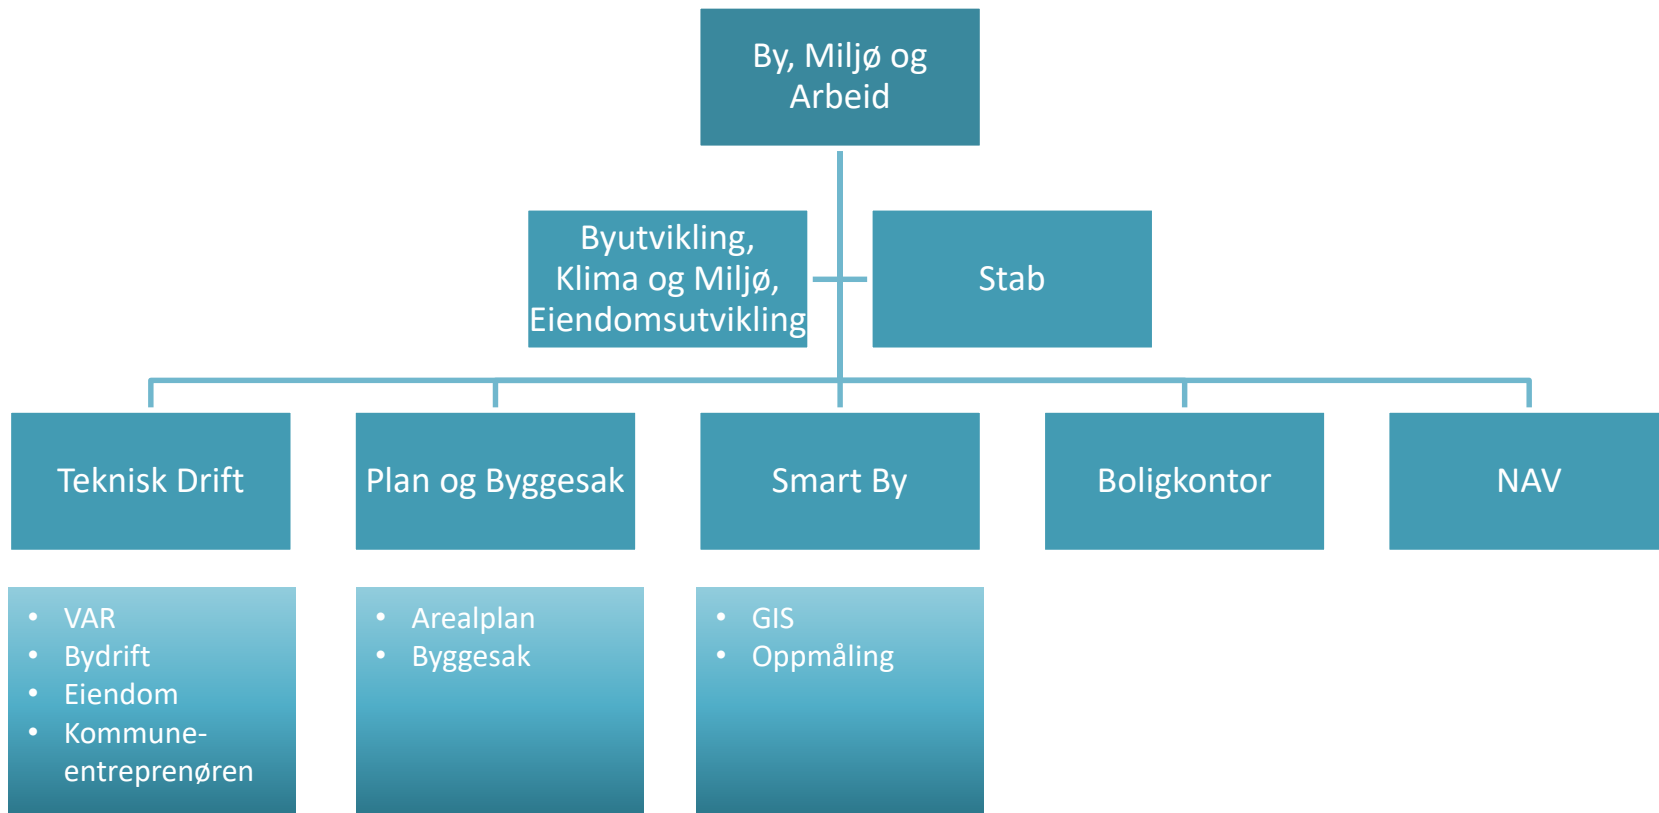 By, Miljø og
Arbeid
Byutvikling,
Klima og Miljø,
Eiendomsutvikling
Stab
Teknisk Drift
Plan og Byggesak
Smart By
Boligkontor
NAV
• VAR
• Bydrift
• Eiendom
• Kommune-
entreprenøren
• Arealplan
• Byggesak
• GIS
• Oppmåling